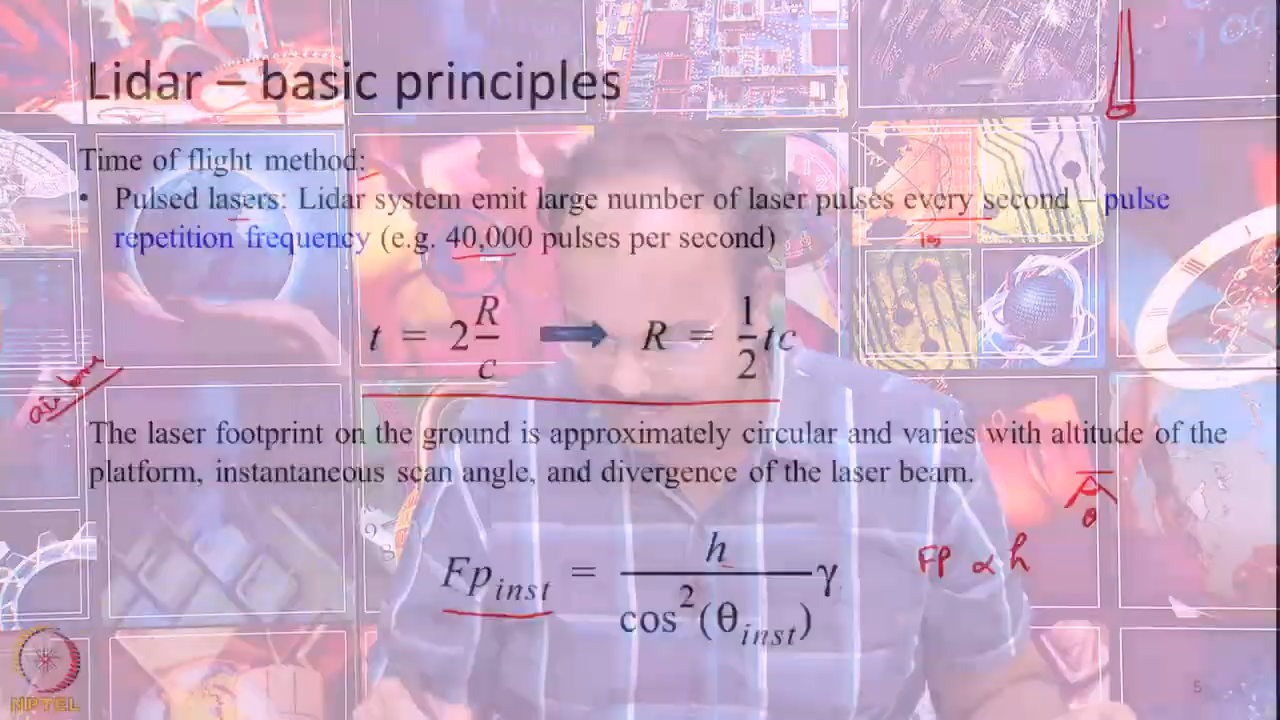 Lidar – basic principles
Time of flight method:
• Pulsed lasers: Lidar system emit large number of laser pulses every second – pulse
repetition frequency (e.g. 40,000 pulses per second)
t = 2 R/c R = 1/2 tc
air borne
The laser footprint on the ground is approximately circular and varies with altitude of the
platform, instantaneous scan angle, and divergence of the laser beam.
θ
Fp_inst = h / cos²(θ_inst) γ
FP ∝ h
NPTEL
5